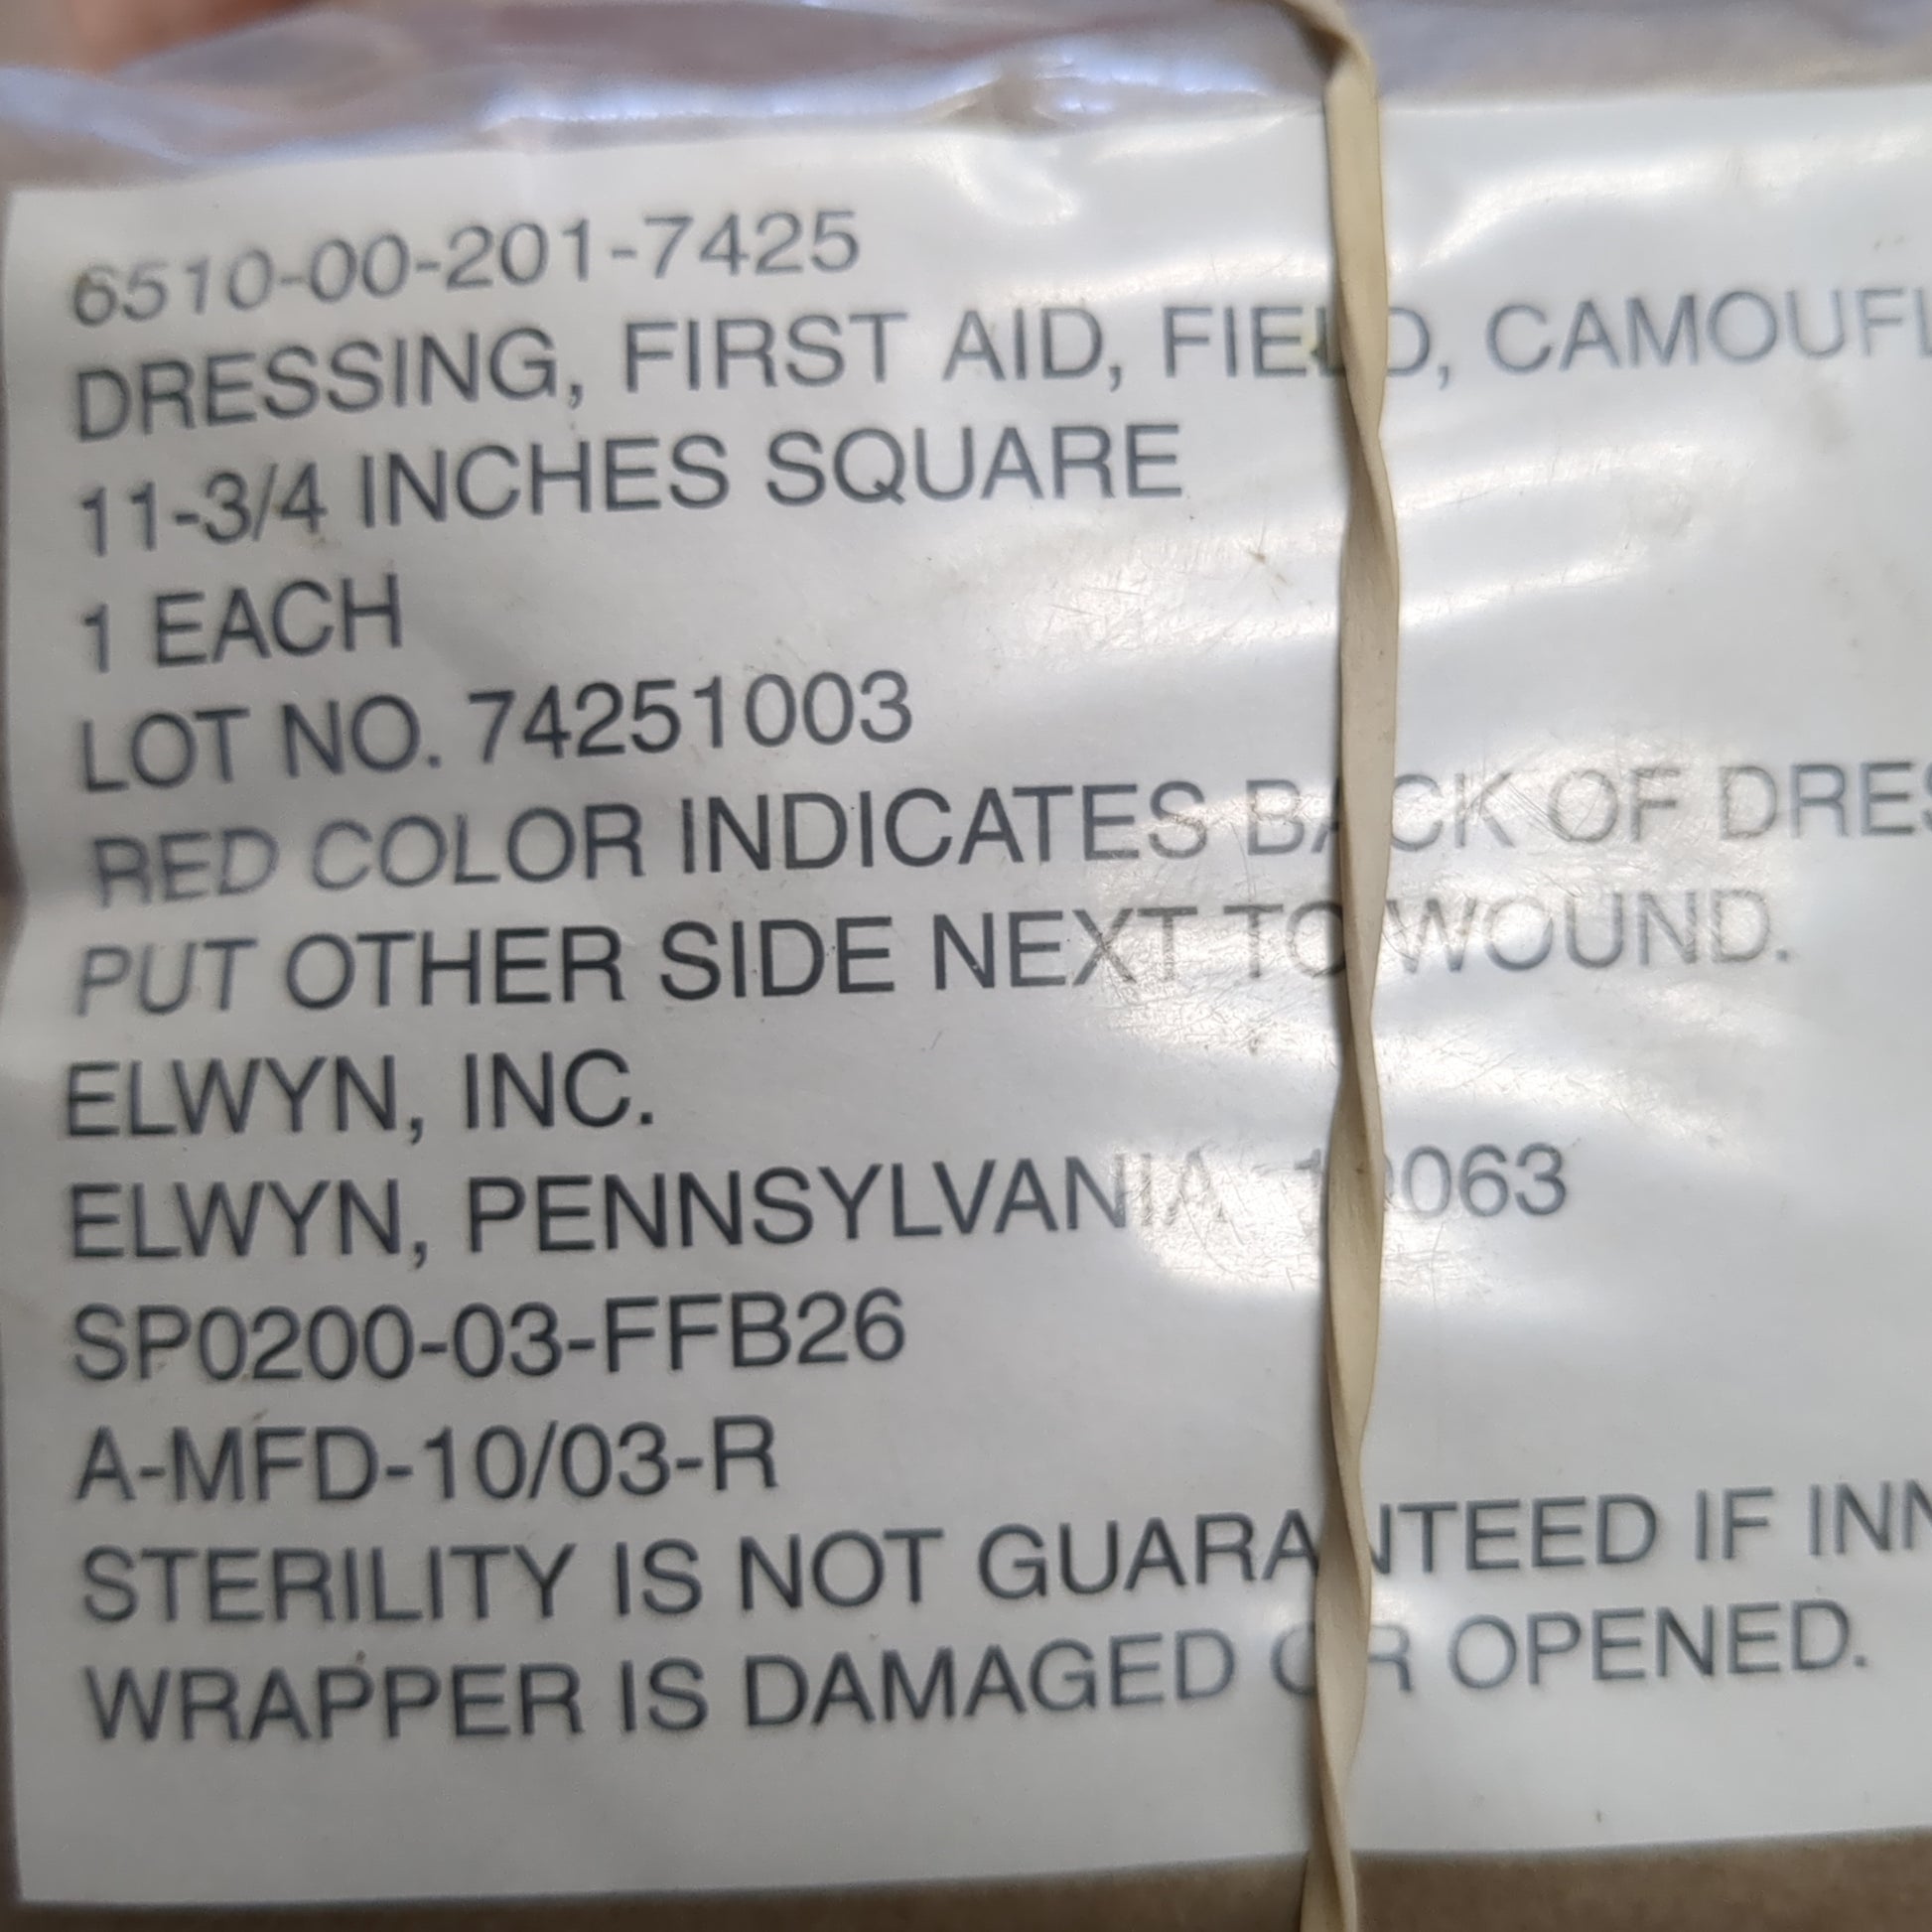 6510-00-201-7425
DRESSING, FIRST AID, FIELD, CAMOUFL
11-3/4 INCHES SQUARE
1 EACH
LOT NO. 74251003
RED COLOR INDICATES BACK OF DRES
PUT OTHER SIDE NEXT TO WOUND.
ELWYN, INC.
ELWYN, PENNSYLVANIA 19063
SP0200-03-FFB26
A-MFD-10/03-R
STERILITY IS NOT GUARANTEED IF INN
WRAPPER IS DAMAGED OR OPENED.